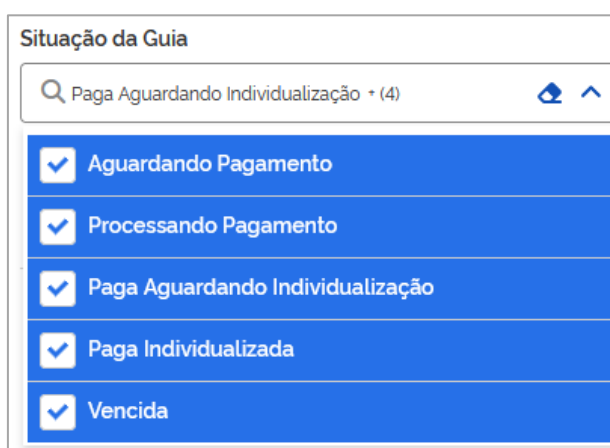 Situação da Guia
Paga Aguardando Individualização + (4)
Aguardando Pagamento
Processando Pagamento
Paga Aguardando Individualização
Paga Individualizada
Vencida